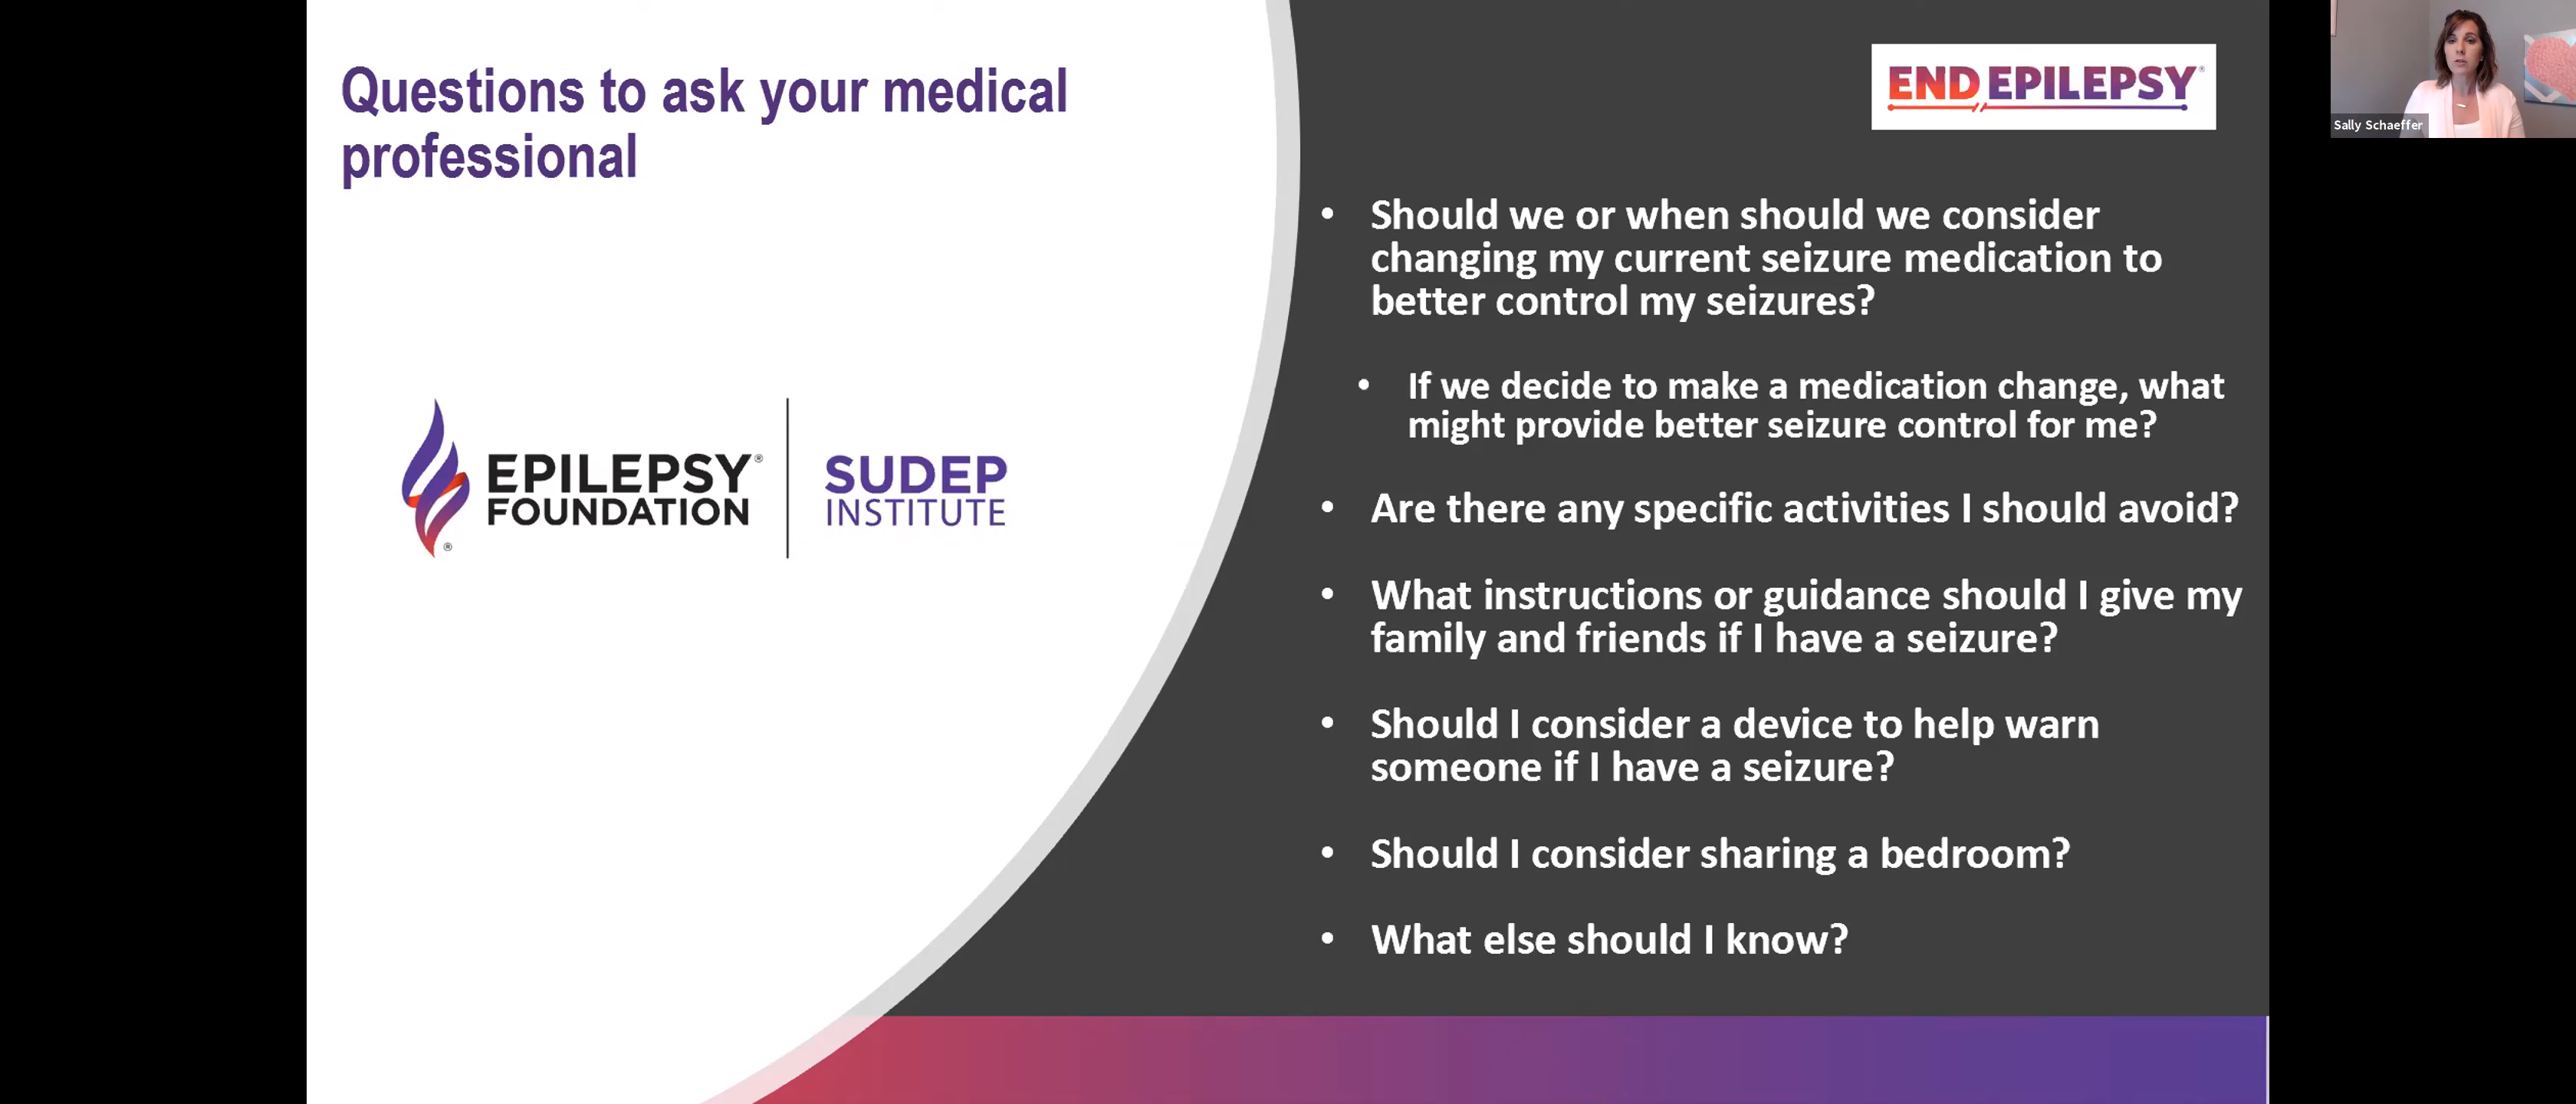 Questions to ask your medical
professional
EPILEPSY®
FOUNDATION
®
SUDEP
INSTITUTE
END EPILEPSY®
• Should we or when should we consider
changing my current seizure medication to
better control my seizures?
• If we decide to make a medication change, what
might provide better seizure control for me?
• Are there any specific activities I should avoid?
• What instructions or guidance should I give my
family and friends if I have a seizure?
• Should I consider a device to help warn
someone if I have a seizure?
• Should I consider sharing a bedroom?
• What else should I know?
Sally Schaeffer